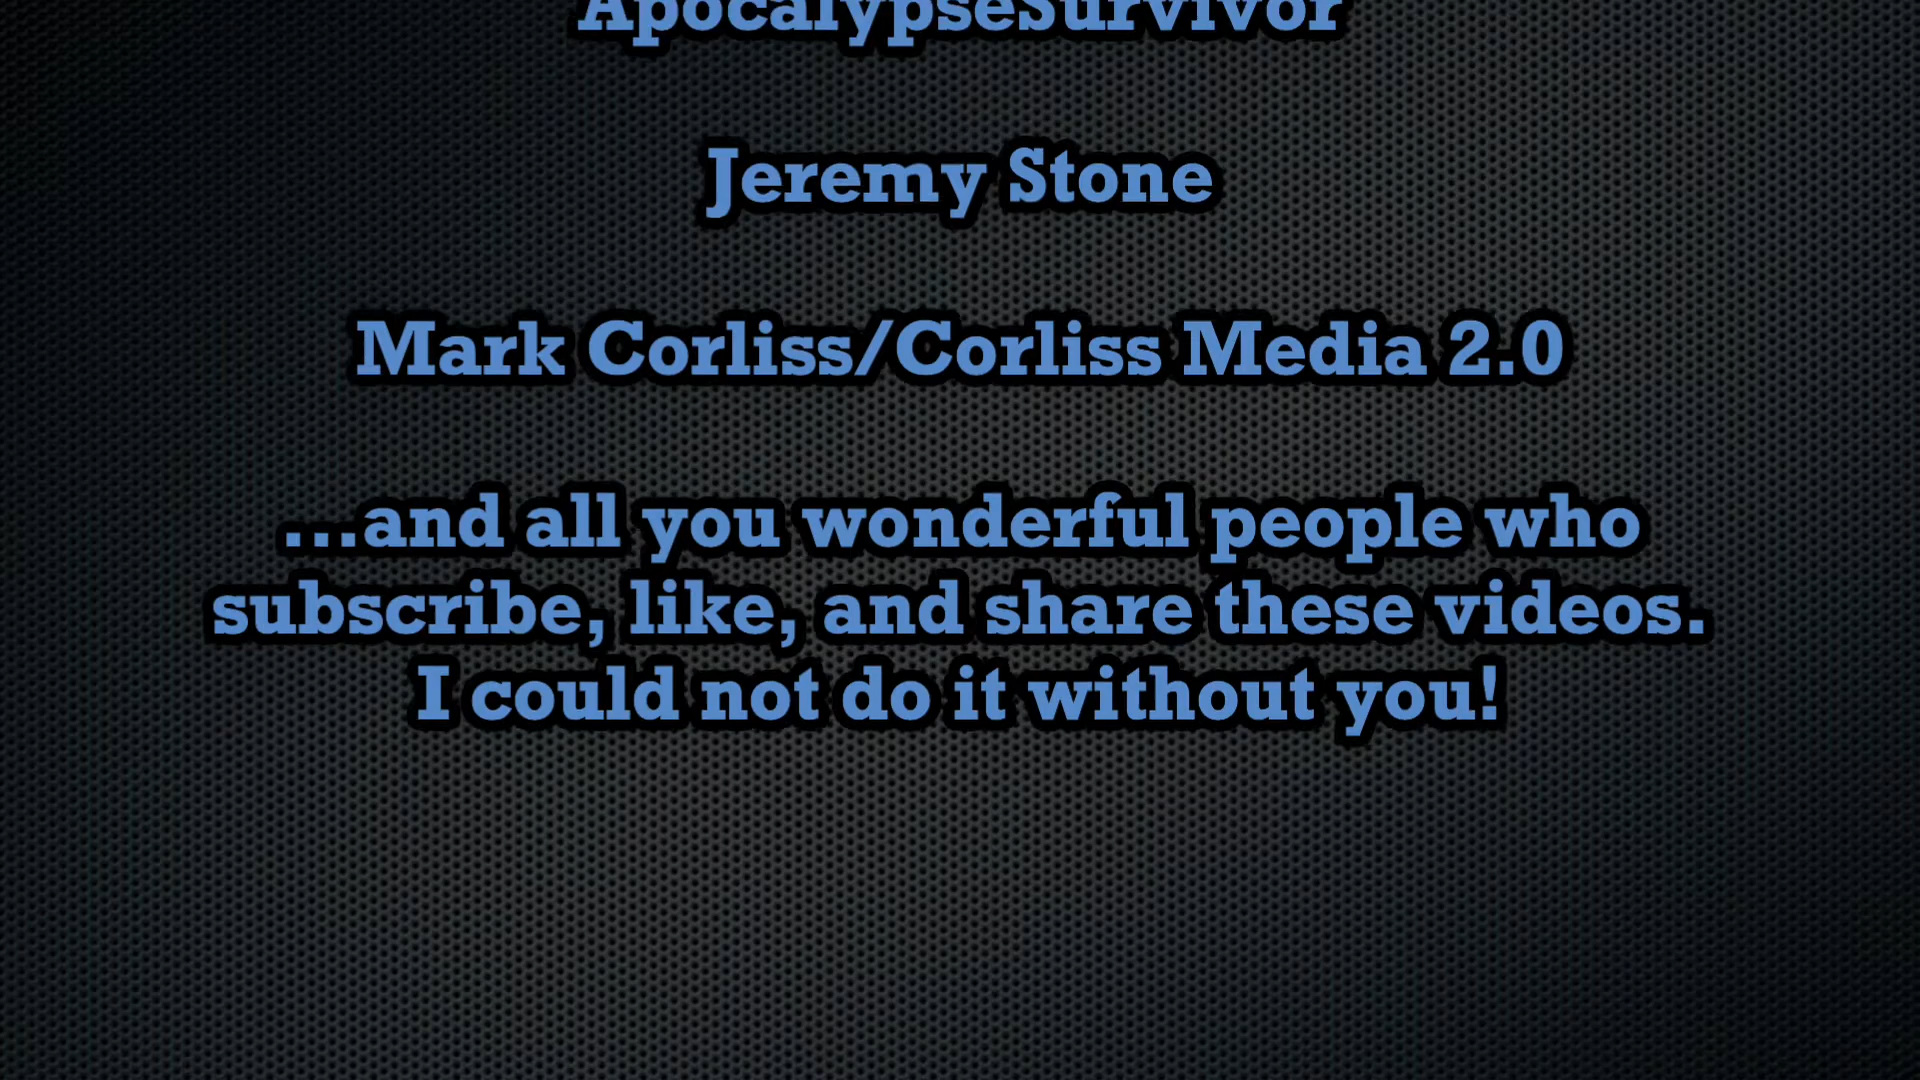 ApocalypseSurvivor
Jeremy Stone
Mark Corliss/Corliss Media 2.0
...and all you wonderful people who
subscribe, like, and share these videos.
I could not do it without you!